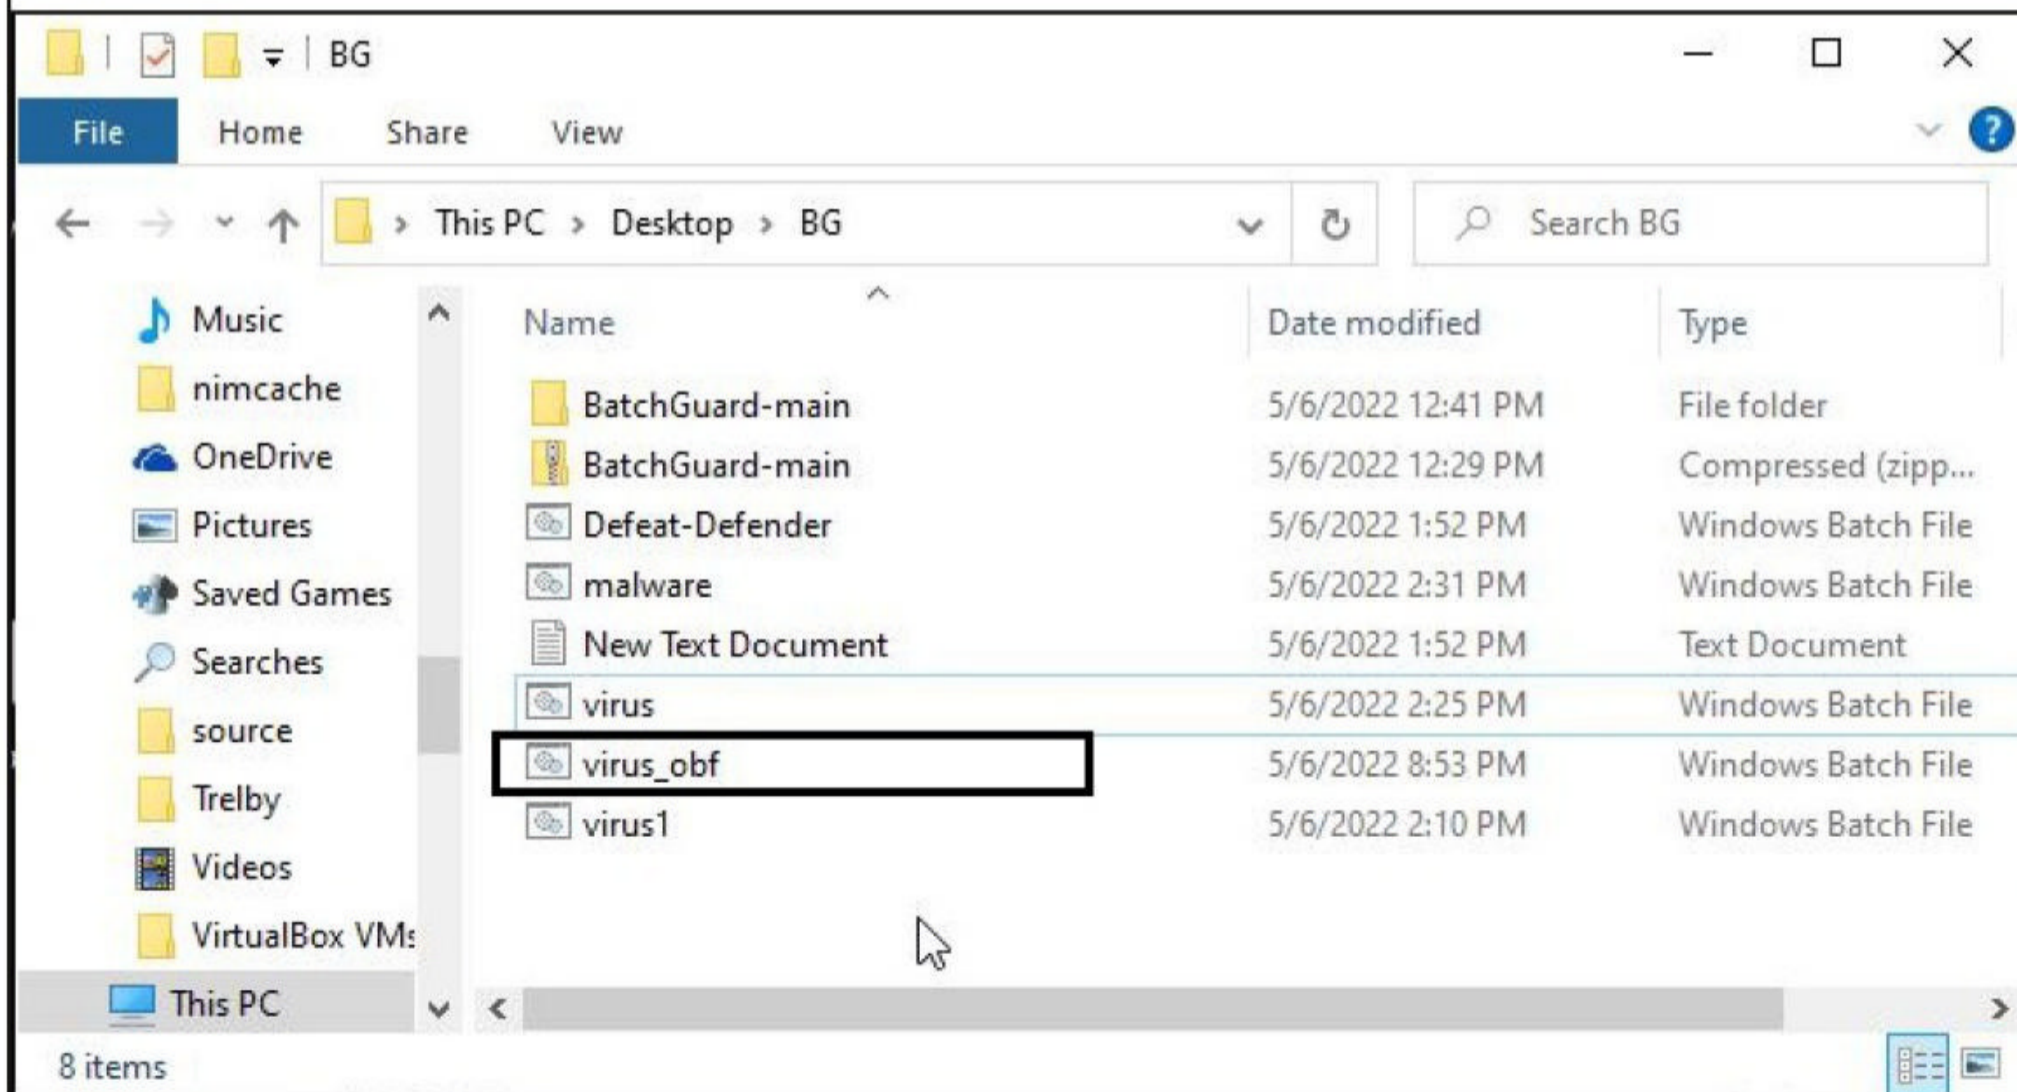 BG
File Home Share View
This PC > Desktop > BG Search BG
Name Date modified Type
Music
nimcache
OneDrive
Pictures
Saved Games
Searches
source
Trelby
Videos
VirtualBox VMs
This PC
BatchGuard-main 5/6/2022 12:41 PM File folder
BatchGuard-main 5/6/2022 12:29 PM Compressed (zipp...
Defeat-Defender 5/6/2022 1:52 PM Windows Batch File
malware 5/6/2022 2:31 PM Windows Batch File
New Text Document 5/6/2022 1:52 PM Text Document
virus 5/6/2022 2:25 PM Windows Batch File
virus_obf 5/6/2022 8:53 PM Windows Batch File
virus1 5/6/2022 2:10 PM Windows Batch File
8 items